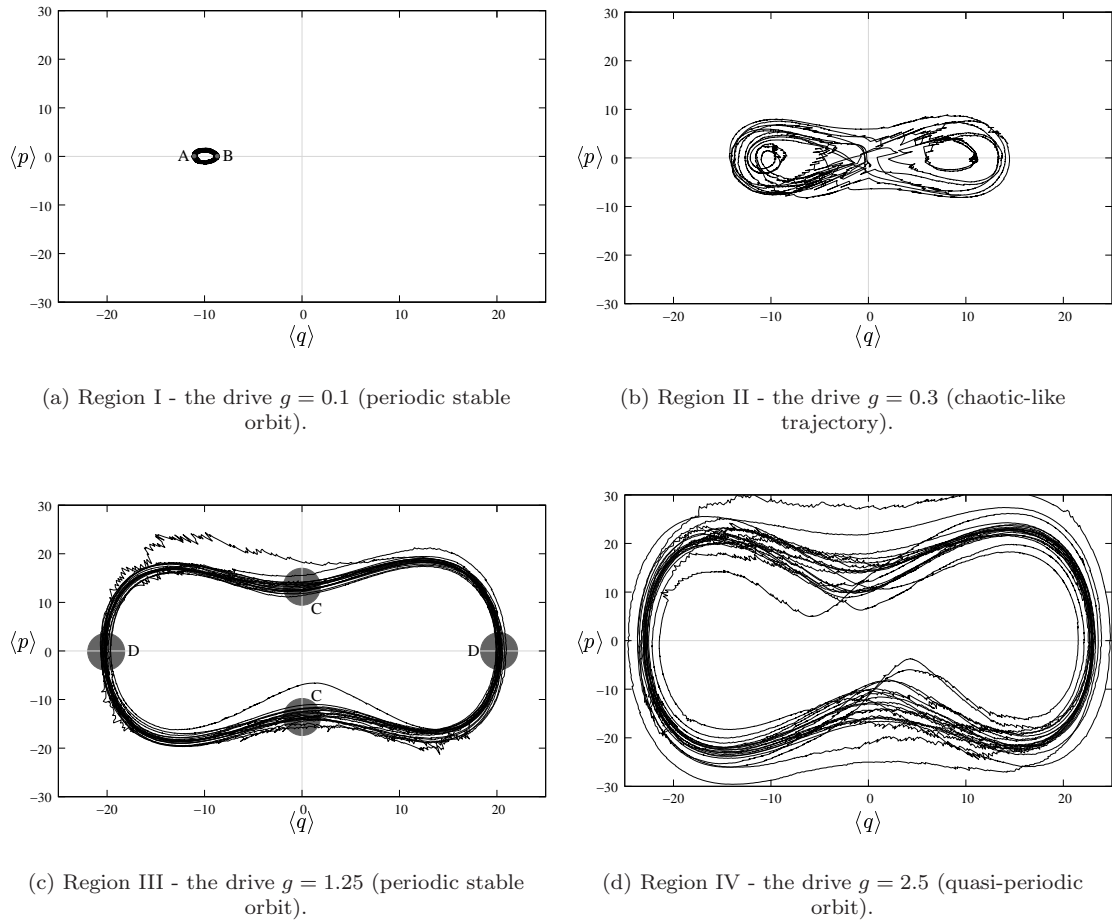 30
20
10
⟨p⟩ 0
−10
−20
−30
A B
−20 −10 0 10 20
⟨q⟩
(a) Region I - the drive g = 0.1 (periodic stable
orbit).
30
20
10
⟨p⟩ 0
−10
−20
−30
−20 −10 0 10 20
⟨q⟩
(b) Region II - the drive g = 0.3 (chaotic-like
trajectory).
30
20
10
⟨p⟩ 0
−10
−20
−30
C
D D
C
−20 −10 0 10 20
⟨q⟩
(c) Region III - the drive g = 1.25 (periodic stable
orbit).
30
20
10
⟨p⟩ 0
−10
−20
−30
−20 −10 0 10 20
⟨q⟩
(d) Region IV - the drive g = 2.5 (quasi-periodic
orbit).